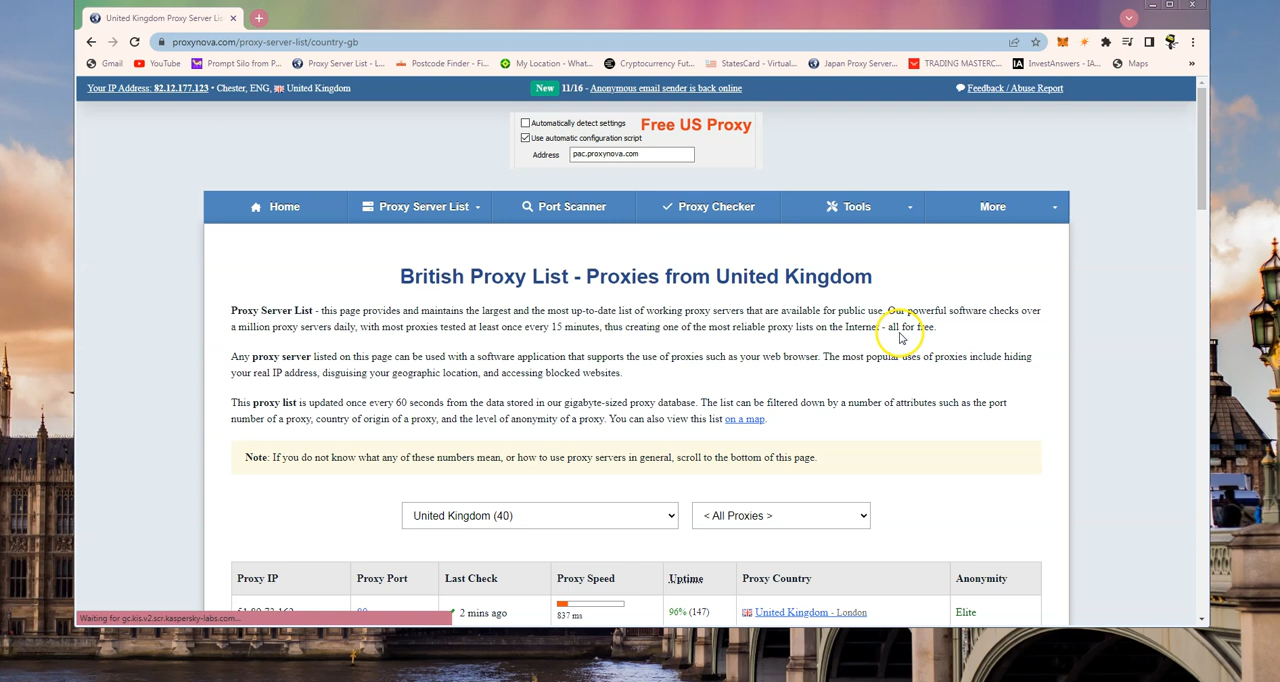 United Kingdom Proxy Server Lis
proxynova.com/proxy-server-list/country-gb
Gmail YouTube Prompt Silo from P... Proxy Server List - L... Postcode Finder - Fi... My Location - What... Cryptocurrency Fut... StatesCard - Virtual... Japan Proxy Server... TRADING MASTERC... IA InvestAnswers - IA... Maps »
Your IP Address: 82.12.177.123 • Chester, ENG, United Kingdom New 11/16 - Anonymous email sender is back online Feedback / Abuse Report
Automatically detect settings
Use automatic configuration script
Free US Proxy
Address pac.proxynova.com
Home Proxy Server List Port Scanner Proxy Checker Tools More
British Proxy List - Proxies from United Kingdom
Proxy Server List - this page provides and maintains the largest and the most up-to-date list of working proxy servers that are available for public use. Our powerful software checks over
a million proxy servers daily, with most proxies tested at least once every 15 minutes, thus creating one of the most reliable proxy lists on the Internet - all for free.
Any proxy server listed on this page can be used with a software application that supports the use of proxies such as your web browser. The most popular uses of proxies include hiding
your real IP address, disguising your geographic location, and accessing blocked websites.
This proxy list is updated once every 60 seconds from the data stored in our gigabyte-sized proxy database. The list can be filtered down by a number of attributes such as the port
number of a proxy, country of origin of a proxy, and the level of anonymity of a proxy. You can also view this list on a map.
Note: If you do not know what any of these numbers mean, or how to use proxy servers in general, scroll to the bottom of this page.
United Kingdom (40) < All Proxies >
Proxy IP Proxy Port Last Check Proxy Speed Uptime Proxy Country Anonymity
2 mins ago 837 ms 96% (147) United Kingdom - London Elite
Waiting for gc.kis.v2.scr.kaspersky-labs.com...